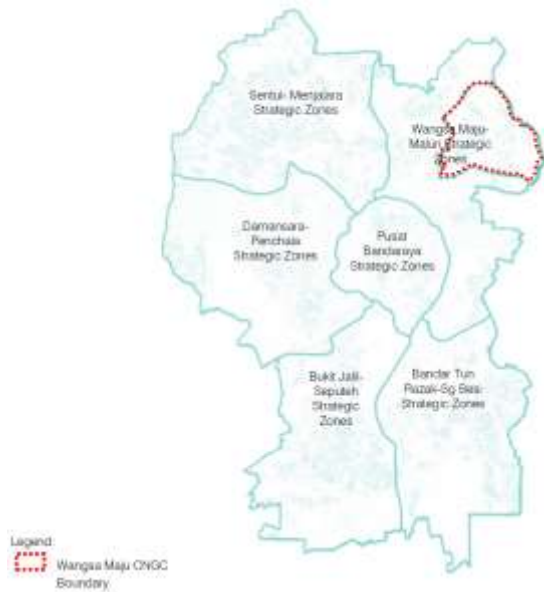 Sentul- Menjalara
Strategic Zones
Wangsa Maju-
Maluri Strategic
Zones
Damansara-
Penchala
Strategic Zones
Pusat
Bandaraya
Strategic Zones
Bukit Jalil-
Seputeh
Strategic
Zones
Bandar Tun
Razak-Sg Besi-
Strategic Zones
Legend:
Wangsa Maju CNGC
Boundary